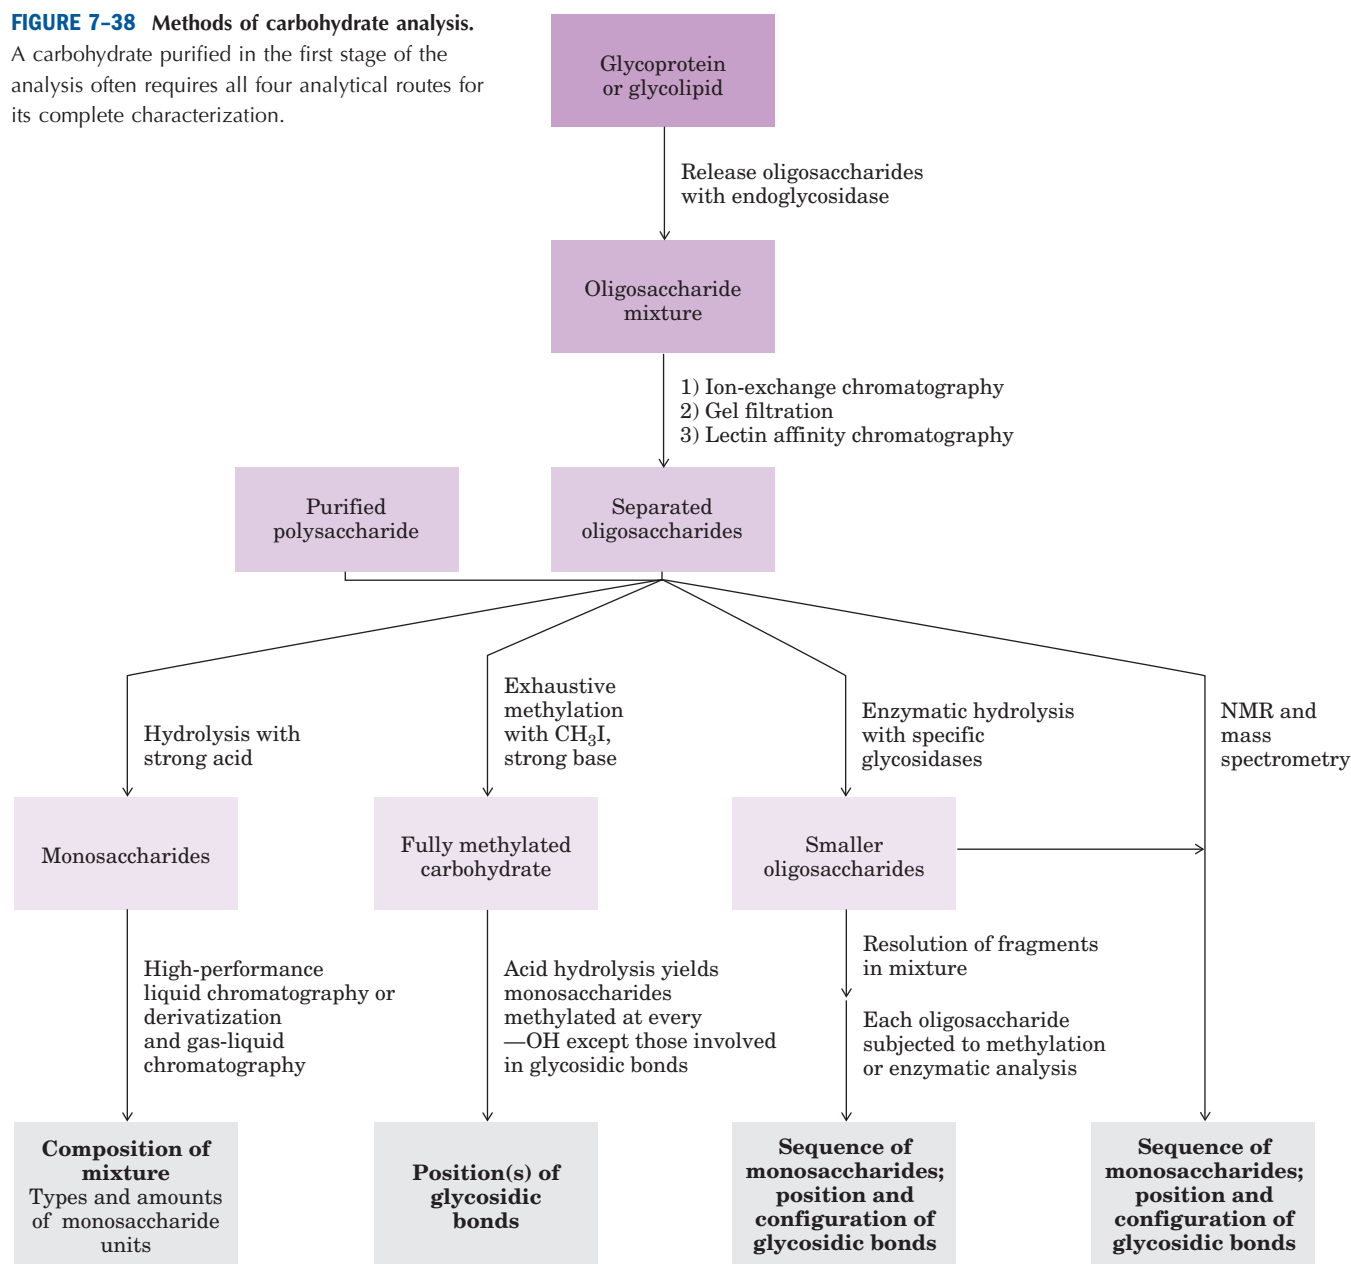 FIGURE 7–38 Methods of carbohydrate analysis.
A carbohydrate purified in the first stage of the
analysis often requires all four analytical routes for
its complete characterization.
Glycoprotein
or glycolipid
Release oligosaccharides
with endoglycosidase
Oligosaccharide
mixture
1) Ion-exchange chromatography
2) Gel filtration
3) Lectin affinity chromatography
Purified
polysaccharide
Separated
oligosaccharides
Hydrolysis with
strong acid
Exhaustive
methylation
with CH₃I,
strong base
Enzymatic hydrolysis
with specific
glycosidases
NMR and
mass
spectrometry
Monosaccharides
Fully methylated
carbohydrate
Smaller
oligosaccharides
High-performance
liquid chromatography or
derivatization
and gas-liquid
chromatography
Acid hydrolysis yields
monosaccharides
methylated at every
—OH except those involved
in glycosidic bonds
Resolution of fragments
in mixture
Each oligosaccharide
subjected to methylation
or enzymatic analysis
Composition of
mixture
Types and amounts
of monosaccharide
units
Position(s) of
glycosidic
bonds
Sequence of
monosaccharides;
position and
configuration of
glycosidic bonds
Sequence of
monosaccharides;
position and
configuration of
glycosidic bonds